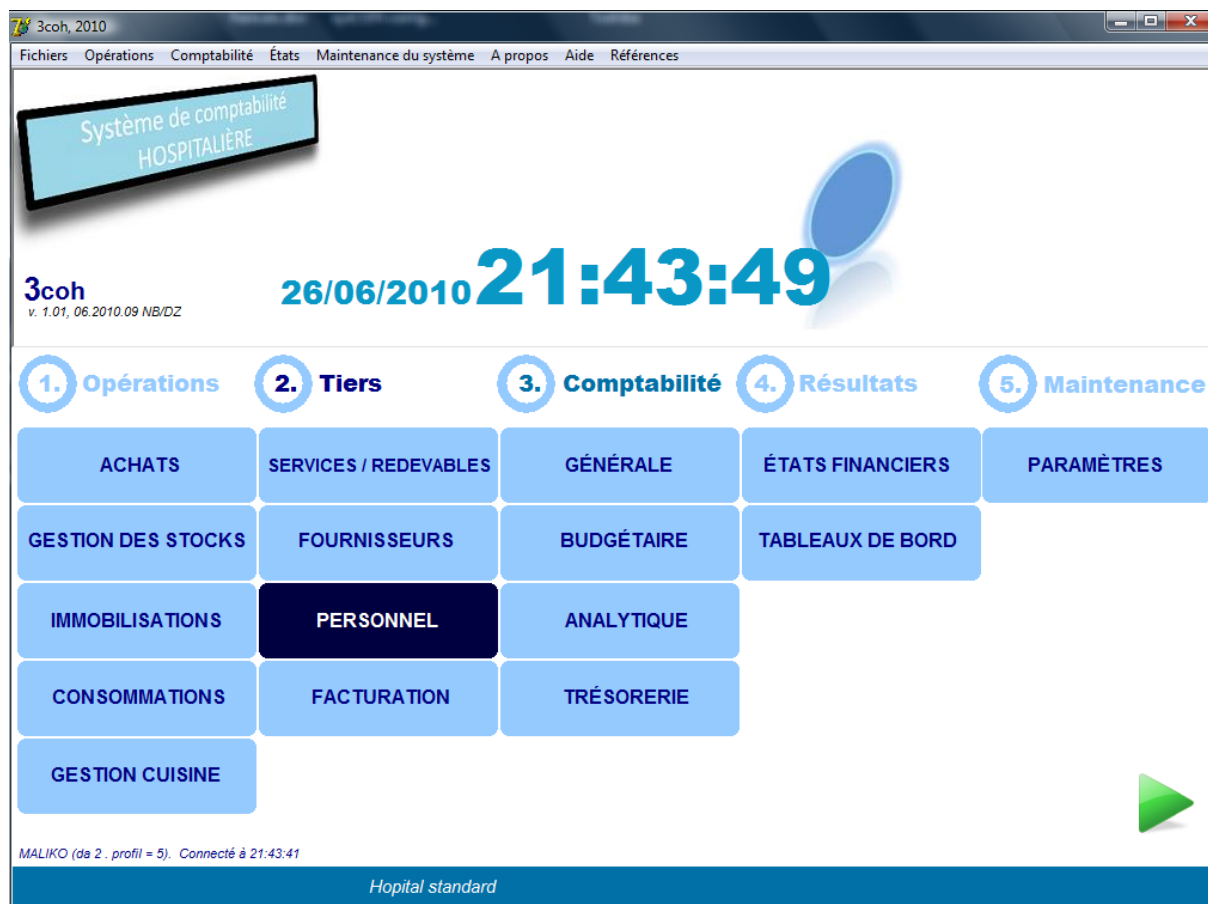 3coh, 2010
Fichiers Opérations Comptabilité États Maintenance du système A propos Aide Références
Système de comptabilité
HOSPITALIÈRE
26/06/2010 21:43:49
3coh
v. 1.01, 06.2010.09 NB/DZ
1. Opérations 2. Tiers 3. Comptabilité 4. Résultats 5. Maintenance
ACHATS SERVICES / REDEVABLES GÉNÉRALE ÉTATS FINANCIERS PARAMÈTRES
GESTION DES STOCKS FOURNISSEURS BUDGÉTAIRE TABLEAUX DE BORD
IMMOBILISATIONS PERSONNEL ANALYTIQUE
CONSOMMATIONS FACTURATION TRÉSORERIE
GESTION CUISINE
MALIKO (da 2 . profil = 5). Connecté à 21:43:41
Hopital standard